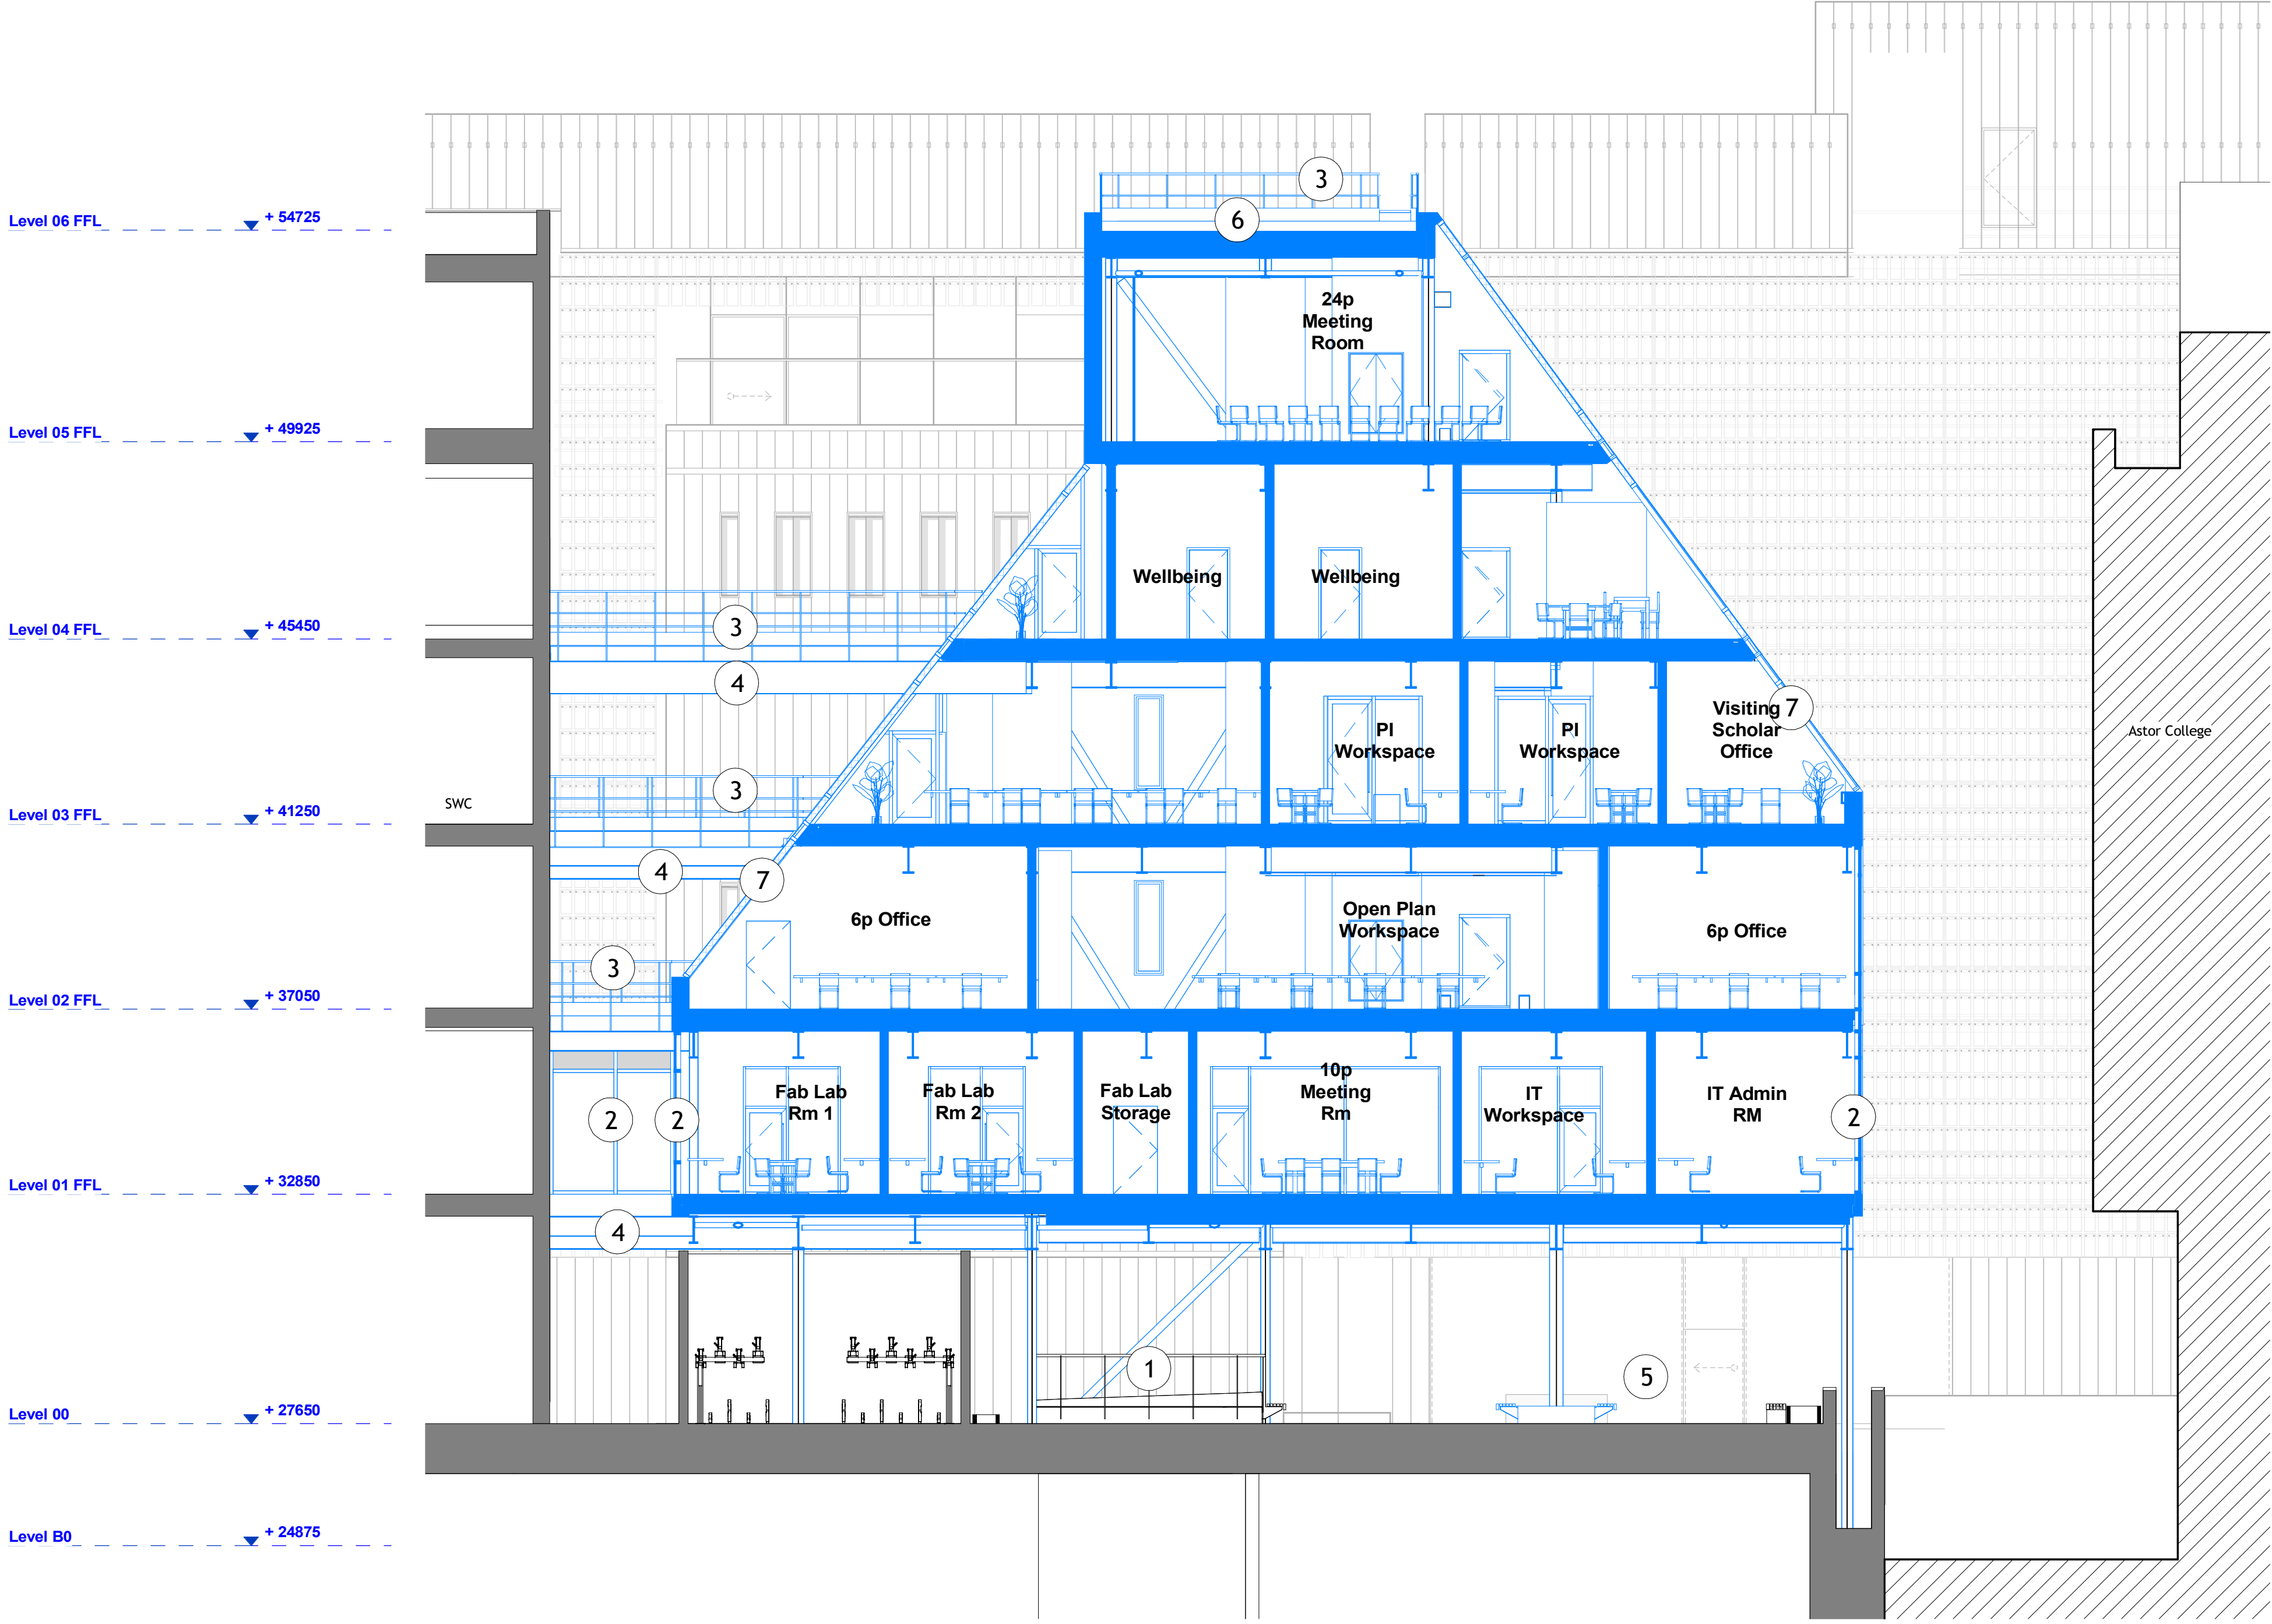 3
Level 06 FFL
+ 54725
6
24p
Meeting
Room
Level 05 FFL
+ 49925
Wellbeing
Wellbeing
Level 04 FFL
+ 45450
3
4
PI
Workspace
PI
Workspace
Visiting
Scholar
Office
7
Astor College
3
SWC
Level 03 FFL
+ 41250
4
7
6p Office
Open Plan
Workspace
6p Office
3
Level 02 FFL
+ 37050
2
2
Fab Lab
Rm 1
Fab Lab
Rm 2
Fab Lab
Storage
10p
Meeting
Rm
IT
Workspace
IT Admin
RM
2
Level 01 FFL
+ 32850
4
1
5
Level 00
+ 27650
Level B0
+ 24875